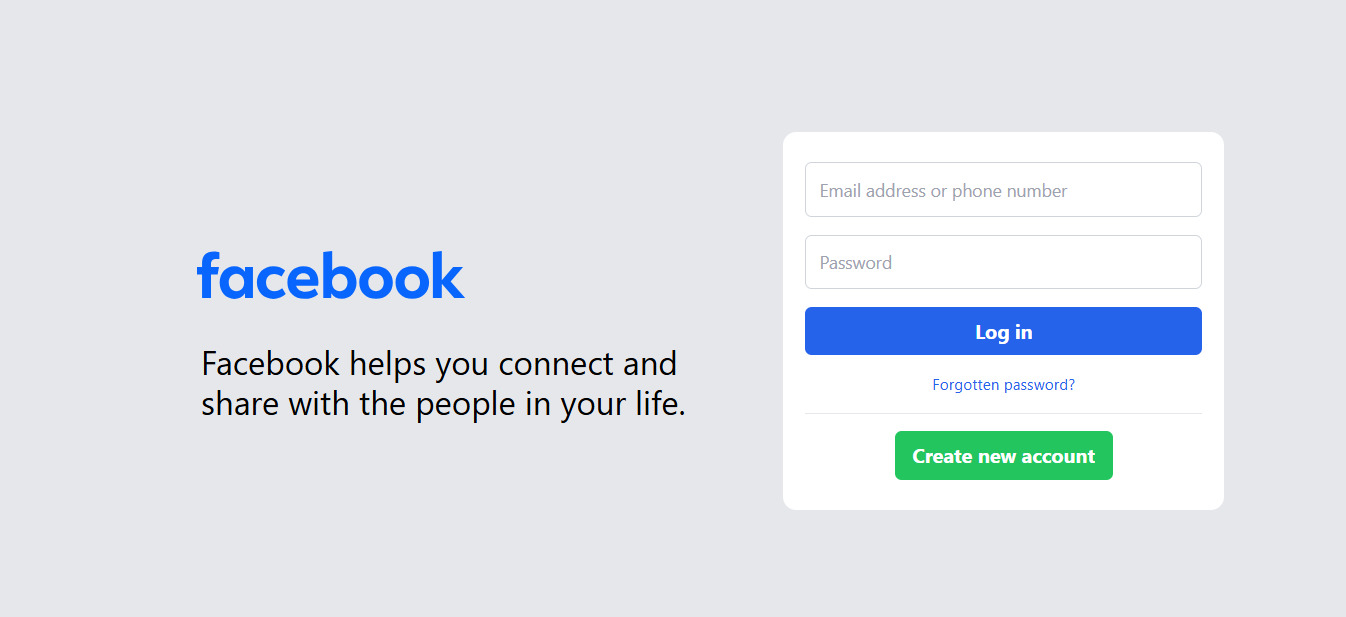 facebook
Facebook helps you connect and
share with the people in your life.
Email address or phone number
Password
Log in
Forgotten password?
Create new account